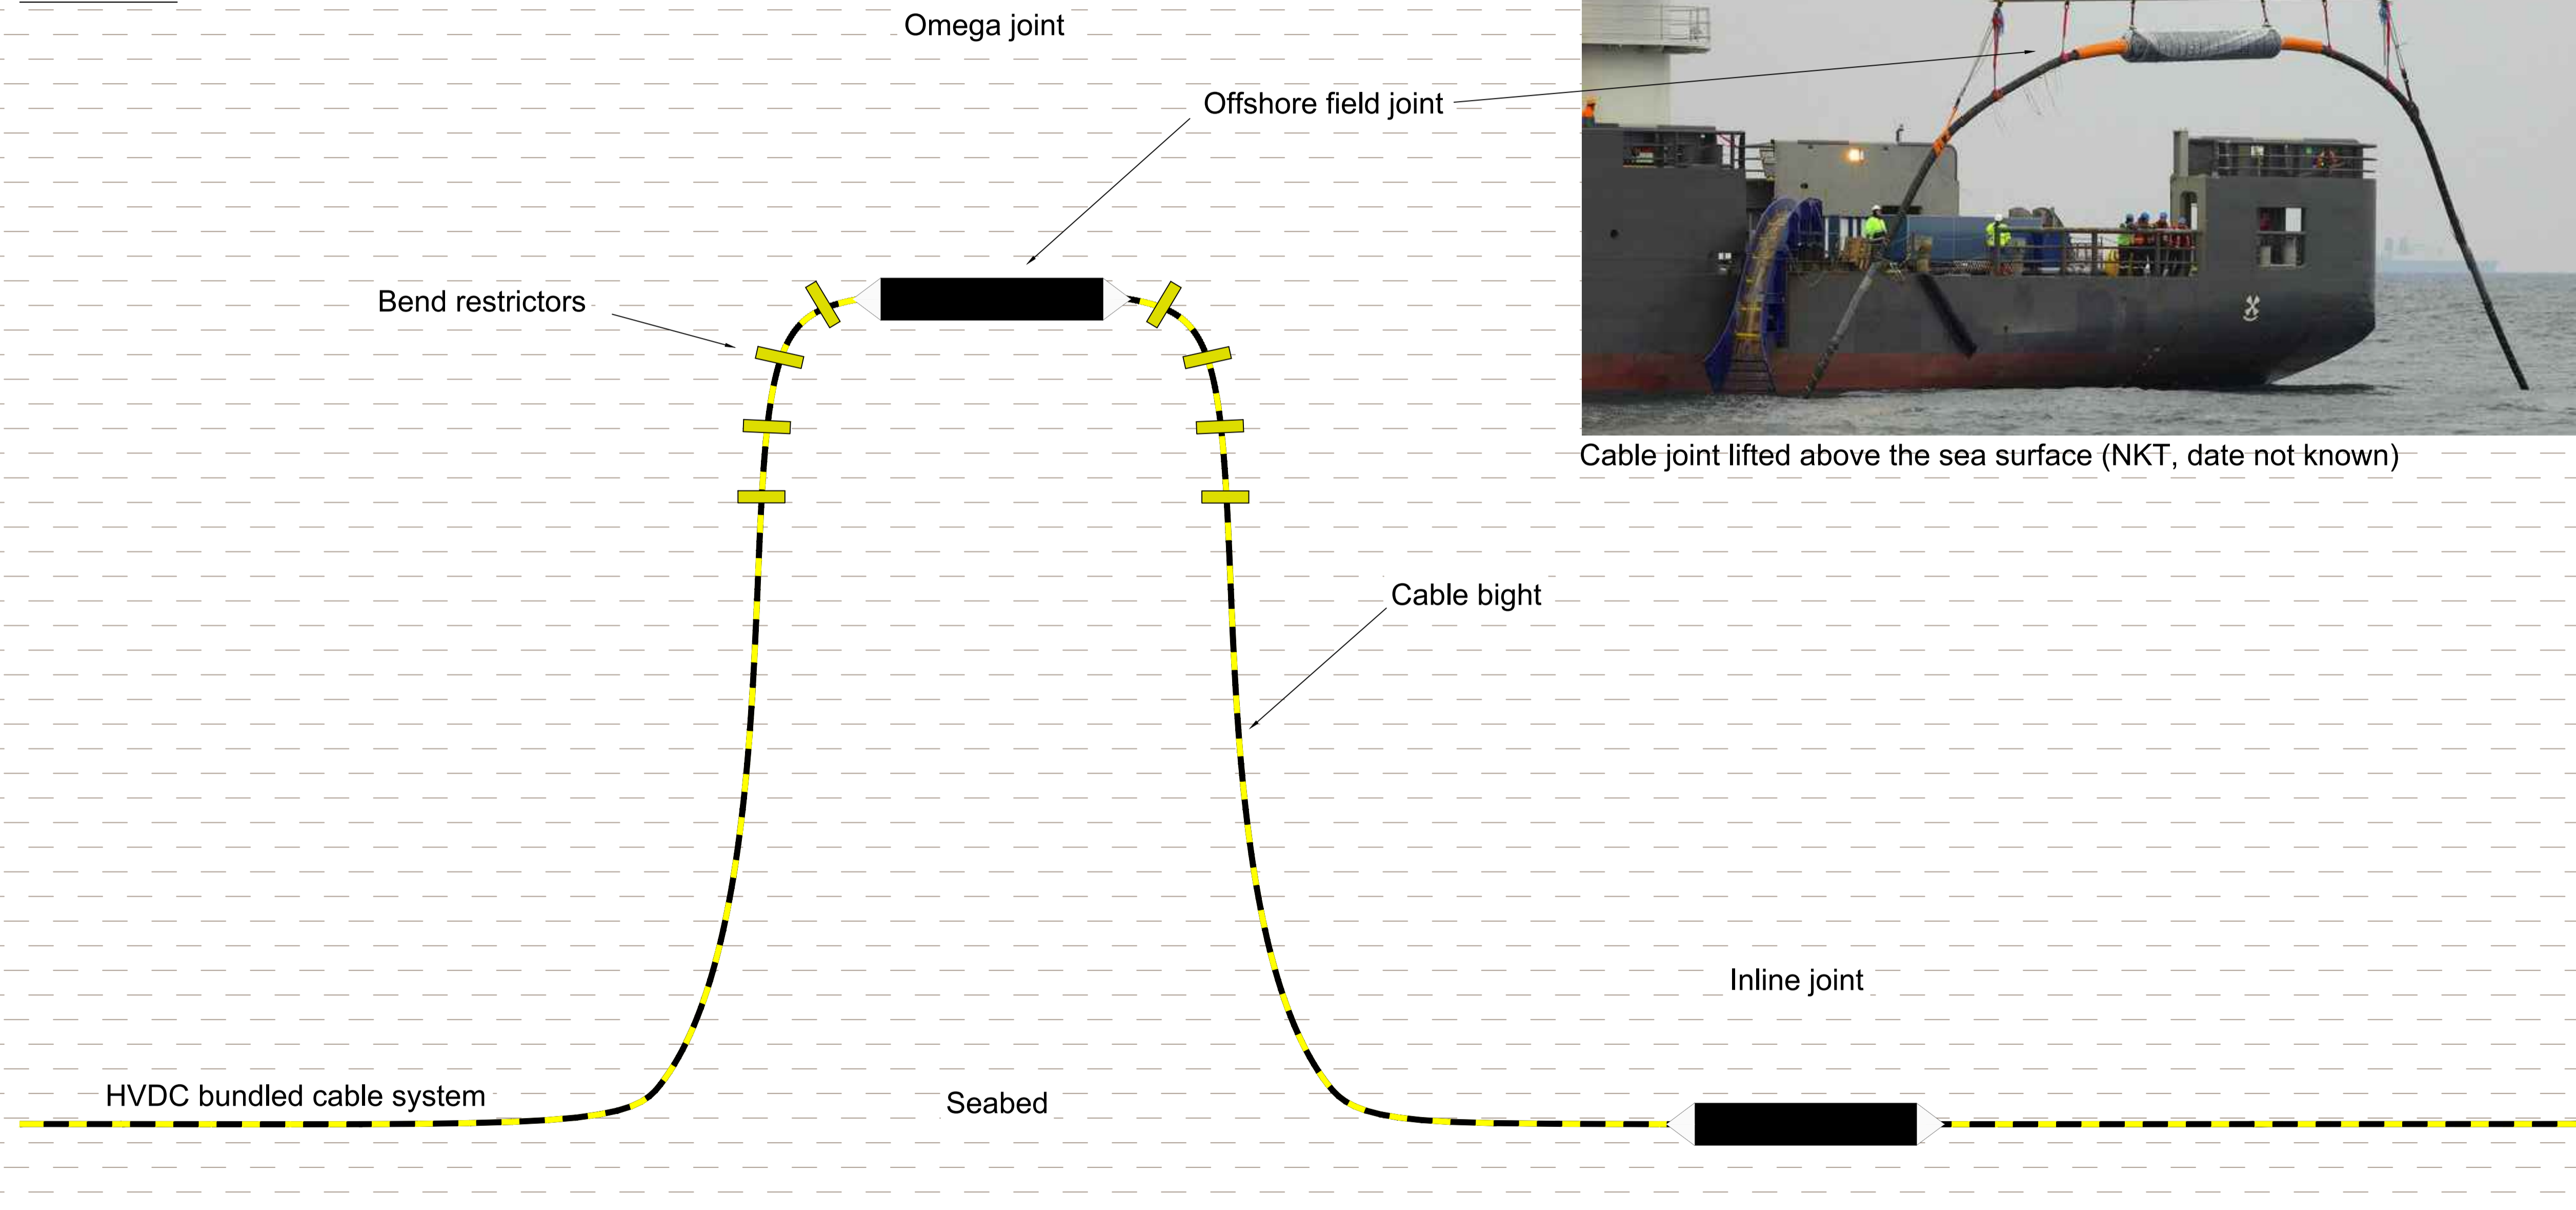 Omega joint
Offshore field joint
Bend restrictors
Cable joint lifted above the sea surface (NKT, date not known)
Cable bight
Inline joint
HVDC bundled cable system
Seabed